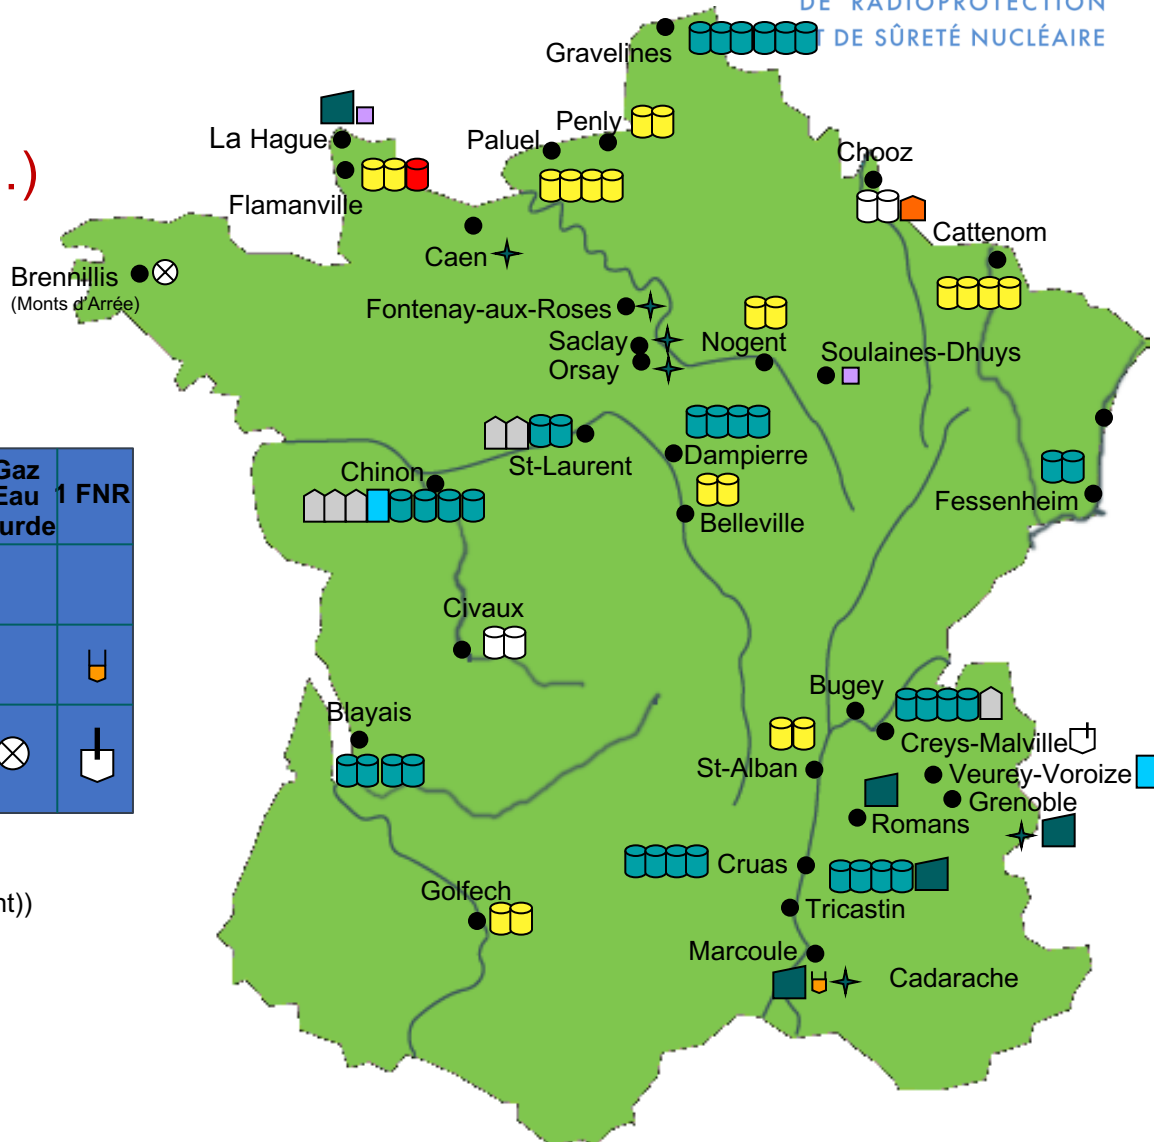 DE RADIOPROTECTION
T DE SÛRETÉ NUCLÉAIRE
.)
Gravelines
Penly
Paluel
La Hague
Flamanville
Chooz
Cattenom
Caen
Brennillis
(Monts d'Arrée)
Fontenay-aux-Roses
Saclay
Orsay
Nogent
Soulaines-Dhuys
Dampierre
St-Laurent
Chinon
Fessenheim
Belleville
Gaz
Eau
urde
1 FNR
Civaux
Bugey
Blayais
Creys-Malville
St-Alban
Veurey-Voroize
Grenoble
Romans
Cruas
Golfech
nt))
Tricastin
Marcoule
Cadarache